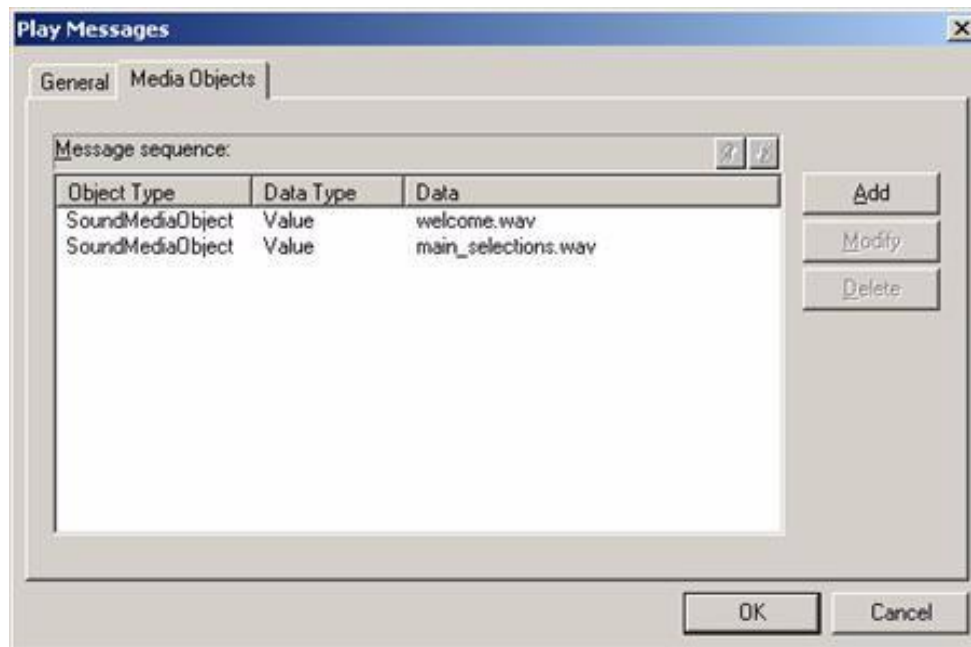 Play Messages
General Media Objects
Message sequence:
Object Type Data Type Data
SoundMediaObject Value welcome.wav
SoundMediaObject Value main_selections.wav
Add
Modify
Delete
OK Cancel